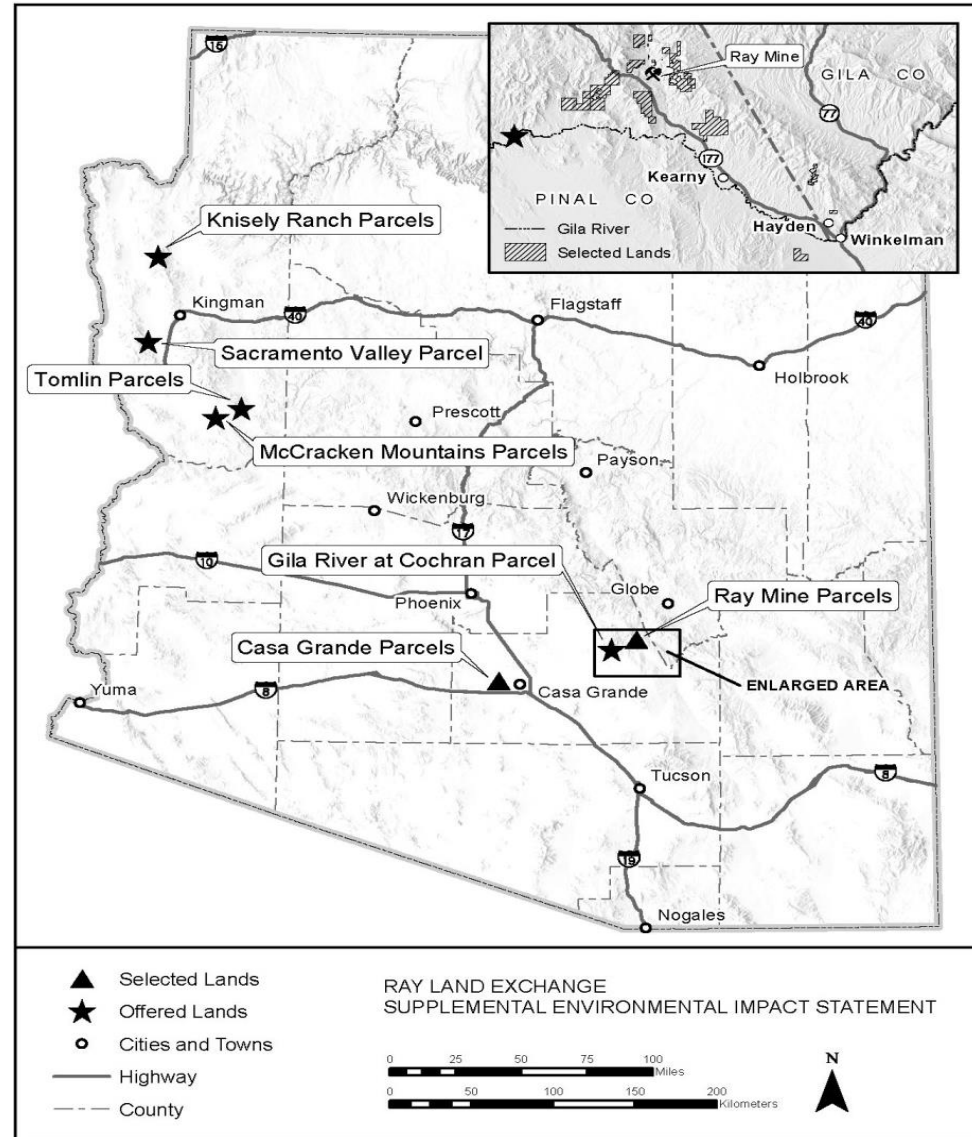 15
Ray Mine
GILA CO
77
77
177
Kearny
PINAL CO
Hayden
Winkelman
Gila River
Selected Lands
Knisely Ranch Parcels
Kingman
40
Flagstaff
40
Sacramento Valley Parcel
Holbrook
Tomlin Parcels
Prescott
McCracken Mountains Parcels
Payson
Wickenburg
17
10
Gila River at Cochran Parcel
Globe
Phoenix
Ray Mine Parcels
Casa Grande Parcels
Casa Grande
ENLARGED AREA
Yuma
8
Tucson
8
19
Nogales
Selected Lands
Offered Lands
Cities and Towns
Highway
County
RAY LAND EXCHANGE
SUPPLEMENTAL ENVIRONMENTAL IMPACT STATEMENT
0 25 50 75 100
Miles
0 50 100 150 200
Kilometers
N